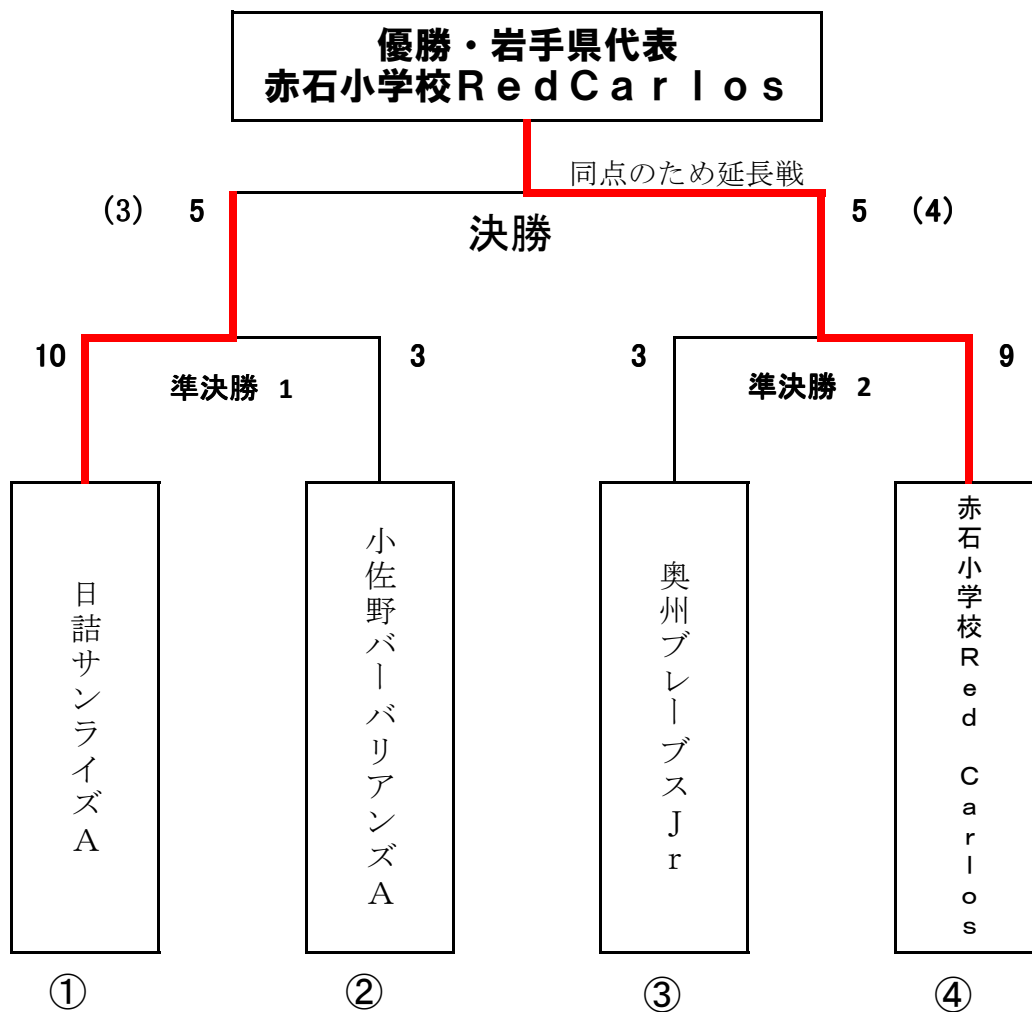 優勝・岩手県代表
赤石小学校RedCarlos
同点のため延長戦
(3) 5
5 (4)
決勝
10
3
3
9
準決勝 1
準決勝 2
日詰サンライズA
小佐野バーバリアンズA
奥州ブレーブスJr
赤石小学校Red Carlos
① ② ③ ④